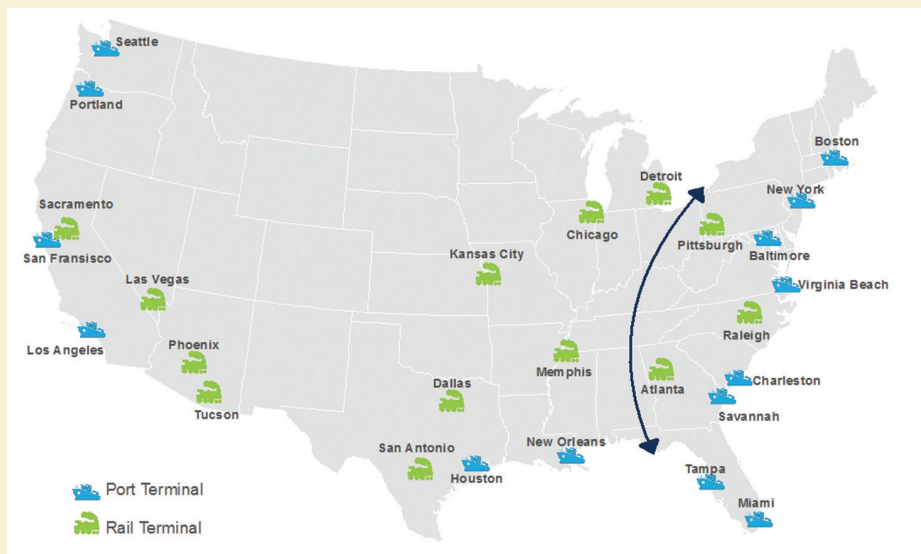 Seattle
Portland
Boston
Detroit
New York
Sacramento
Chicago
Pittsburgh
San Fransisco
Kansas City
Baltimore
Las Vegas
Virginia Beach
Raleigh
Los Angeles
Phoenix
Memphis
Atlanta
Dallas
Charleston
Tucson
Savannah
New Orleans
San Antonio
Tampa
Houston
Port Terminal
Miami
Rail Terminal